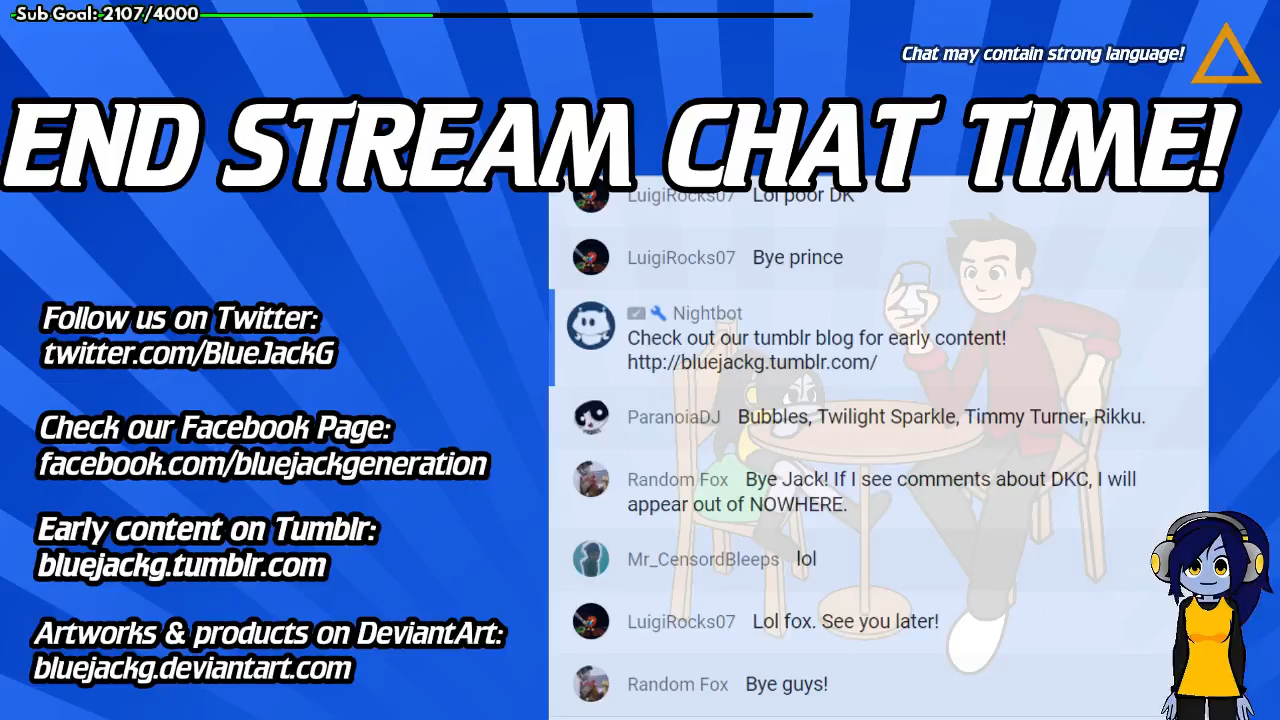 Sub Goal: 2107/4000
Chat may contain strong language!
END STREAM CHAT TIME!
Follow us on Twitter:
twitter.com/BlueJackG
Check our Facebook Page:
facebook.com/bluejackgeneration
Early content on Tumblr:
bluejackg.tumblr.com
Artworks & products on DeviantArt:
bluejackg.deviantart.com
LuigiRocks07 Lol poor DK
LuigiRocks07 Bye prince
Nightbot
Check out our tumblr blog for early content!
http://bluejackg.tumblr.com/
ParanoiaDJ Bubbles, Twilight Sparkle, Timmy Turner, Rikku.
Random Fox Bye Jack! If I see comments about DKC, I will
appear out of NOWHERE.
Mr_CensordBleeps lol
LuigiRocks07 Lol fox. See you later!
Random Fox Bye guys!